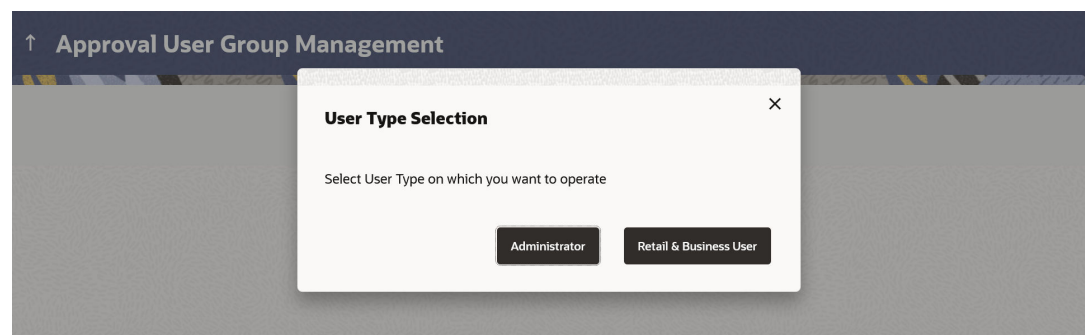 Approval User Group Management
User Type Selection
Select User Type on which you want to operate
Administrator
Retail & Business User